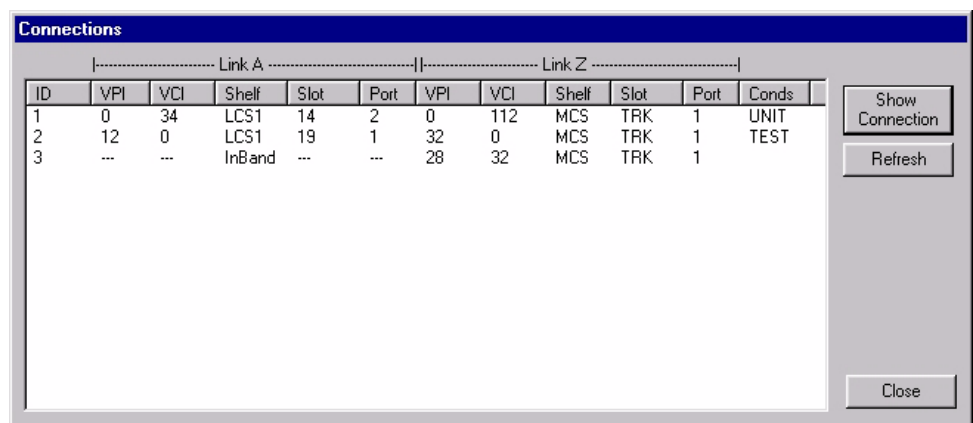 Connections
|------------------------- Link A ------------------------------||------------------------ Link Z -------------------------------|
ID VPI VCI Shelf Slot Port VPI VCI Shelf Slot Port Conds
1 0 34 LCS1 14 2 0 112 MCS TRK 1 UNIT
2 12 0 LCS1 19 1 32 0 MCS TRK 1 TEST
3 --- --- InBand --- --- 28 32 MCS TRK 1
Show
Connection
Refresh
Close